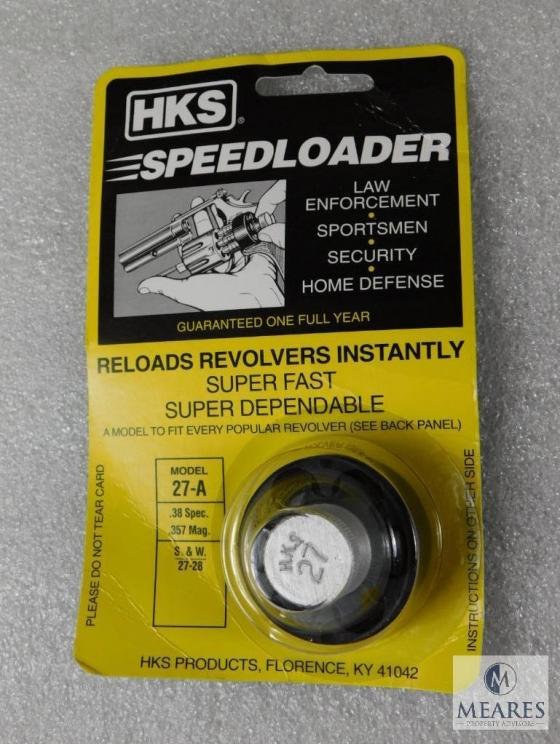 HKS®
SPEEDLOADER
LAW
ENFORCEMENT
•
SPORTSMEN
•
SECURITY
•
HOME DEFENSE
GUARANTEED ONE FULL YEAR
RELOADS REVOLVERS INSTANTLY
SUPER FAST
SUPER DEPENDABLE
A MODEL TO FIT EVERY POPULAR REVOLVER (SEE BACK PANEL)
PLEASE DO NOT TEAR CARD
MODEL
27-A
.38 Spec.
.357 Mag.
S. & W.
27-28
HKS
27
INSTRUCTIONS ON OTHER SIDE
HKS PRODUCTS, FLORENCE, KY 41042
M
MEARES
PROPERTY ADVISORS